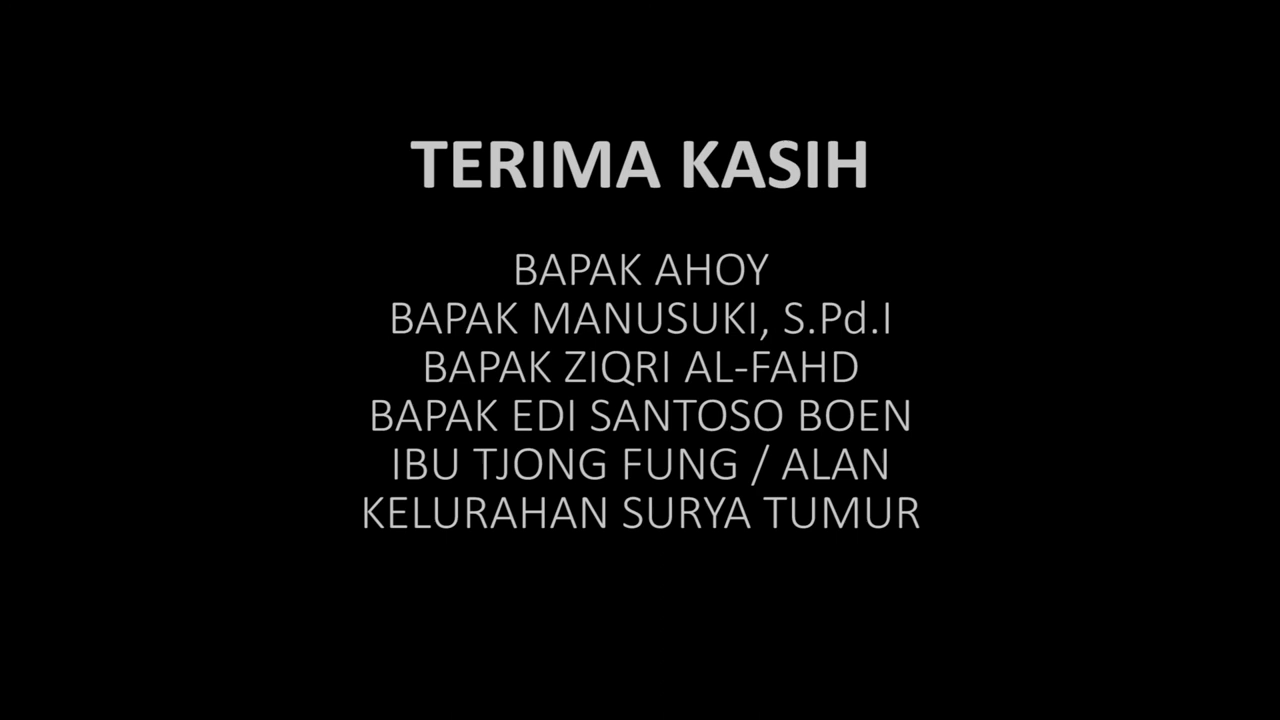 TERIMA KASIH
BAPAK AHOY
BAPAK MANUSUKI, S.Pd.I
BAPAK ZIQRI AL-FAHD
BAPAK EDI SANTOSO BOEN
IBU TJONG FUNG / ALAN
KELURAHAN SURYA TUMUR